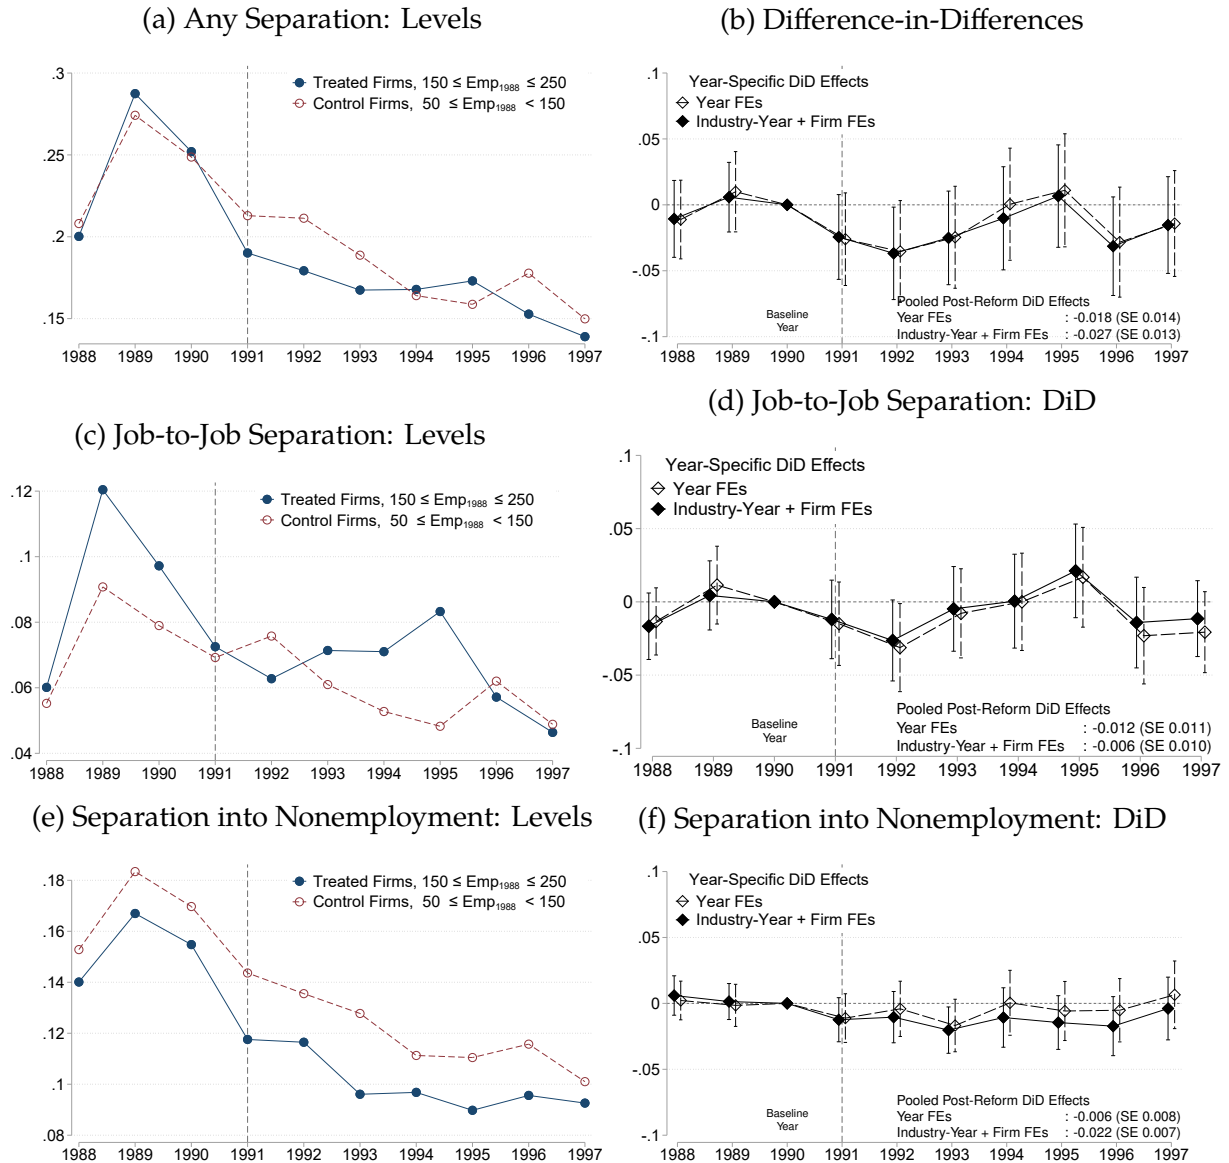 (a) Any Separation: Levels
.3
.25
.2
.15
Treated Firms, 150 ≤ Emp1988 ≤ 250
Control Firms, 50 ≤ Emp1988 < 150
1988 1989 1990 1991 1992 1993 1994 1995 1996 1997
(b) Difference-in-Differences
.1
.05
0
-.05
-.1
Year-Specific DiD Effects
Year FEs
Industry-Year + Firm FEs
Baseline
Year
Pooled Post-Reform DiD Effects
Year FEs : -0.018 (SE 0.014)
Industry-Year + Firm FEs : -0.027 (SE 0.013)
1988 1989 1990 1991 1992 1993 1994 1995 1996 1997
(c) Job-to-Job Separation: Levels
.12
.1
.08
.06
.04
Treated Firms, 150 ≤ Emp1988 ≤ 250
Control Firms, 50 ≤ Emp1988 < 150
1988 1989 1990 1991 1992 1993 1994 1995 1996 1997
(d) Job-to-Job Separation: DiD
.1
.05
0
-.05
-.1
Year-Specific DiD Effects
Year FEs
Industry-Year + Firm FEs
Baseline
Year
Pooled Post-Reform DiD Effects
Year FEs : -0.012 (SE 0.011)
Industry-Year + Firm FEs : -0.006 (SE 0.010)
1988 1989 1990 1991 1992 1993 1994 1995 1996 1997
(e) Separation into Nonemployment: Levels
.18
.16
.14
.12
.1
.08
Treated Firms, 150 ≤ Emp1988 ≤ 250
Control Firms, 50 ≤ Emp1988 < 150
1988 1989 1990 1991 1992 1993 1994 1995 1996 1997
(f) Separation into Nonemployment: DiD
.1
.05
0
-.05
-.1
Year-Specific DiD Effects
Year FEs
Industry-Year + Firm FEs
Baseline
Year
Pooled Post-Reform DiD Effects
Year FEs : -0.006 (SE 0.008)
Industry-Year + Firm FEs : -0.022 (SE 0.007)
1988 1989 1990 1991 1992 1993 1994 1995 1996 1997